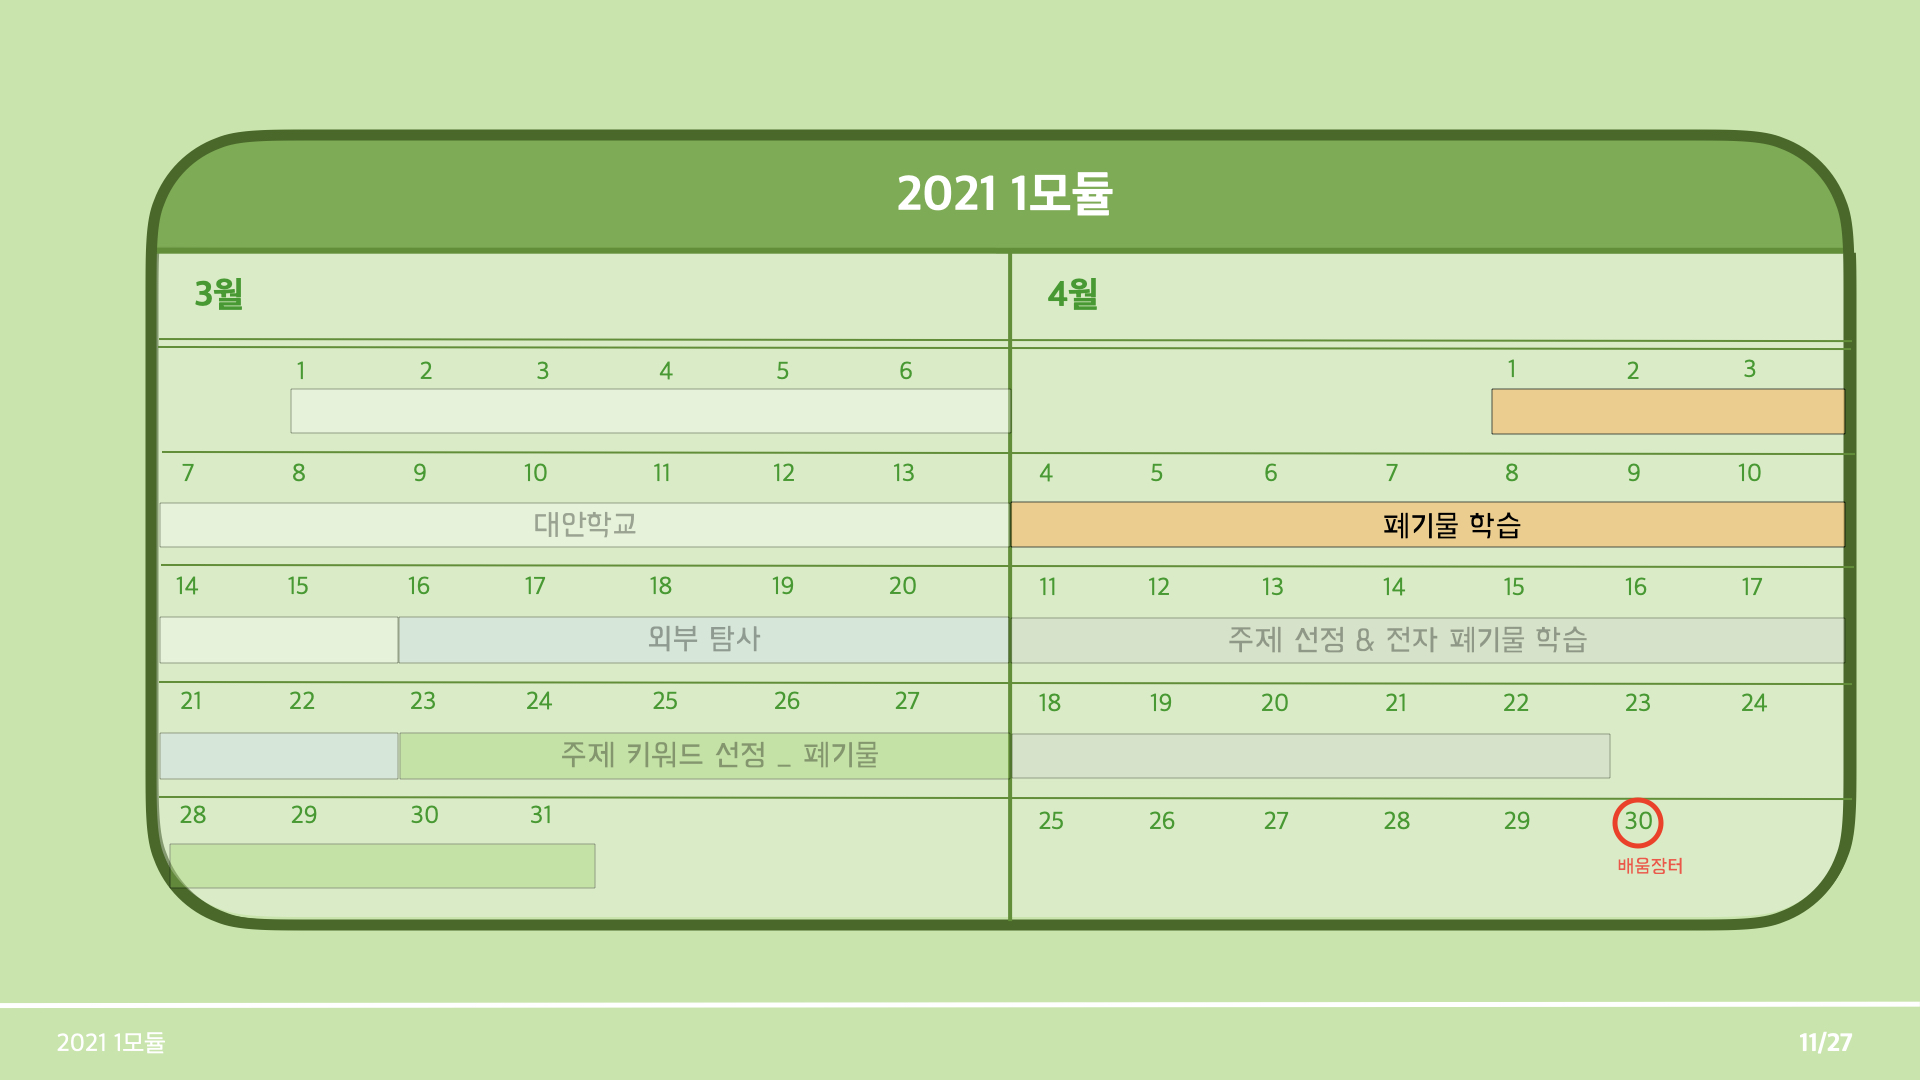 2021 1모듈
3월
1 2 3 4 5 6
7 8 9 10 11 12 13
대안학교
14 15 16 17 18 19 20
외부 탐사
21 22 23 24 25 26 27
주제 키워드 선정 _ 폐기물
28 29 30 31
4월
1 2 3
4 5 6 7 8 9 10
폐기물 학습
11 12 13 14 15 16 17
주제 선정 & 전자 폐기물 학습
18 19 20 21 22 23 24
25 26 27 28 29 30
배움장터
2021 1모듈
11/27